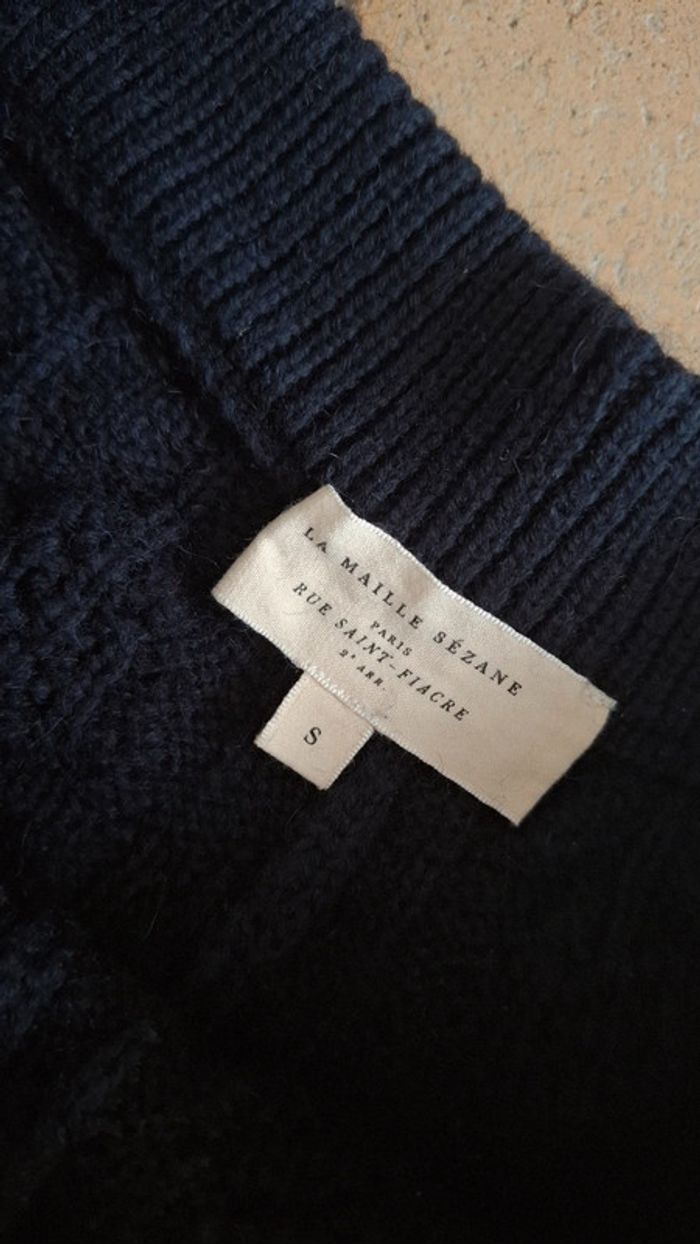 LA MAILLE SÉZANE
PARIS
RUE SAINT-FIACRE
2ᵉ ARR.
S